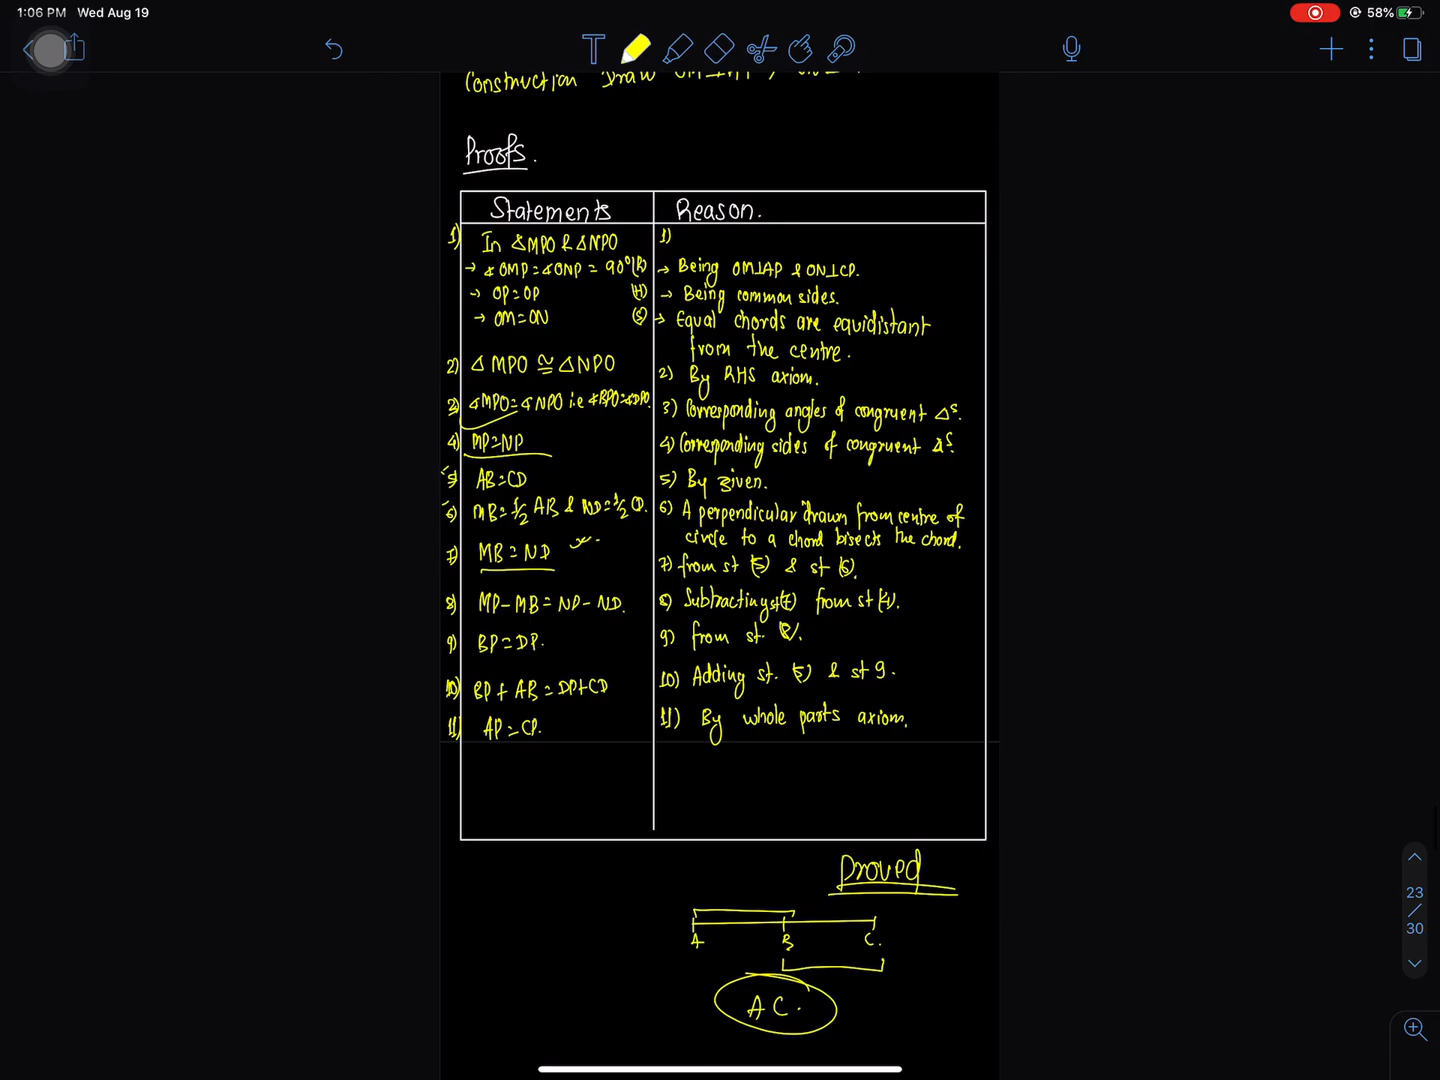 1:06 PM Wed Aug 19
58%
Construction Draw
Proofs.
Statements Reason.
1) In ∆MPO & ∆NPO 1)
→ ∢OMP = ∢ONP = 90° (R) → Being OM⊥AP & ON⊥CP.
→ OP = OP (H) → Being common sides.
→ OM = ON (S) → Equal chords are equidistant
from the centre.
2) ∆ MPO ≅ ∆NPO 2) By RHS axiom.
3) ∢MPO = ∢NPO i.e ∢BPO = ∢DPO. 3) Corresponding angles of congruent ∆s.
4) MP = NP 4) Corresponding sides of congruent ∆s.
5) AB = CD 5) By given.
6) MB = 1/2 AB & ND = 1/2 CD. 6) A perpendicular drawn from centre of
circle to a chord bisects the chord.
7) MB = ND 7) from st (5) & st (6).
8) MP - MB = NP - ND. 8) Subtracting st(7) from st (4).
9) BP = DP. 9) from st. 8.
10) BP + AB = DP + CD 10) Adding st. (5) & st 9.
11) AP = CP. 11) By whole parts axiom.
Proved
A B C.
AC.
23
/
30